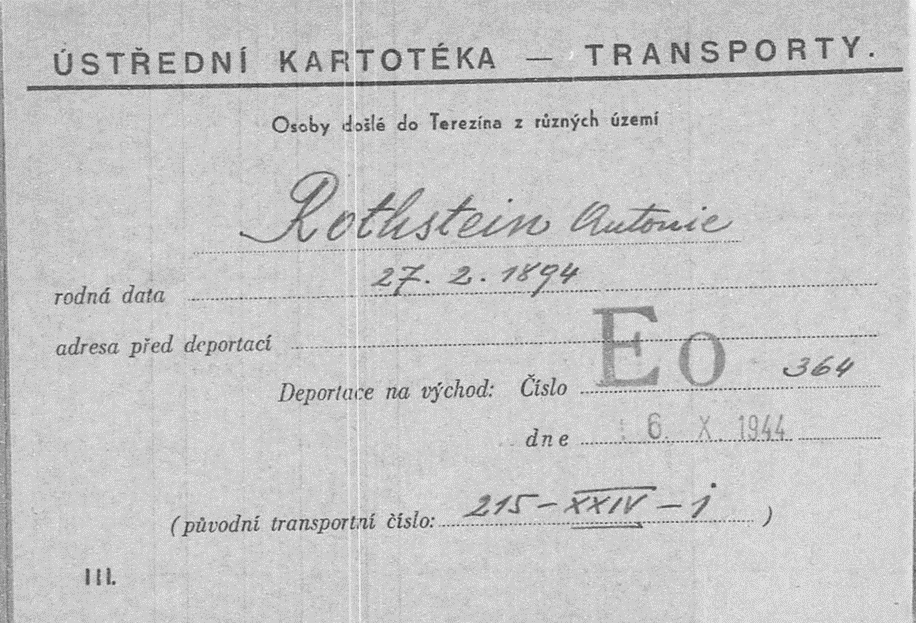 ÚSTŘEDNÍ KARTOTÉKA — TRANSPORTY.
Osoby došlé do Terezína z různých území
Rothstein Antonie
rodná data 27. 2. 1894
adresa před deportací
Deportace na východ: Číslo Eo 364
dne 6. X. 1944
(původní transportní číslo: 215 - XXIV - j )
III.